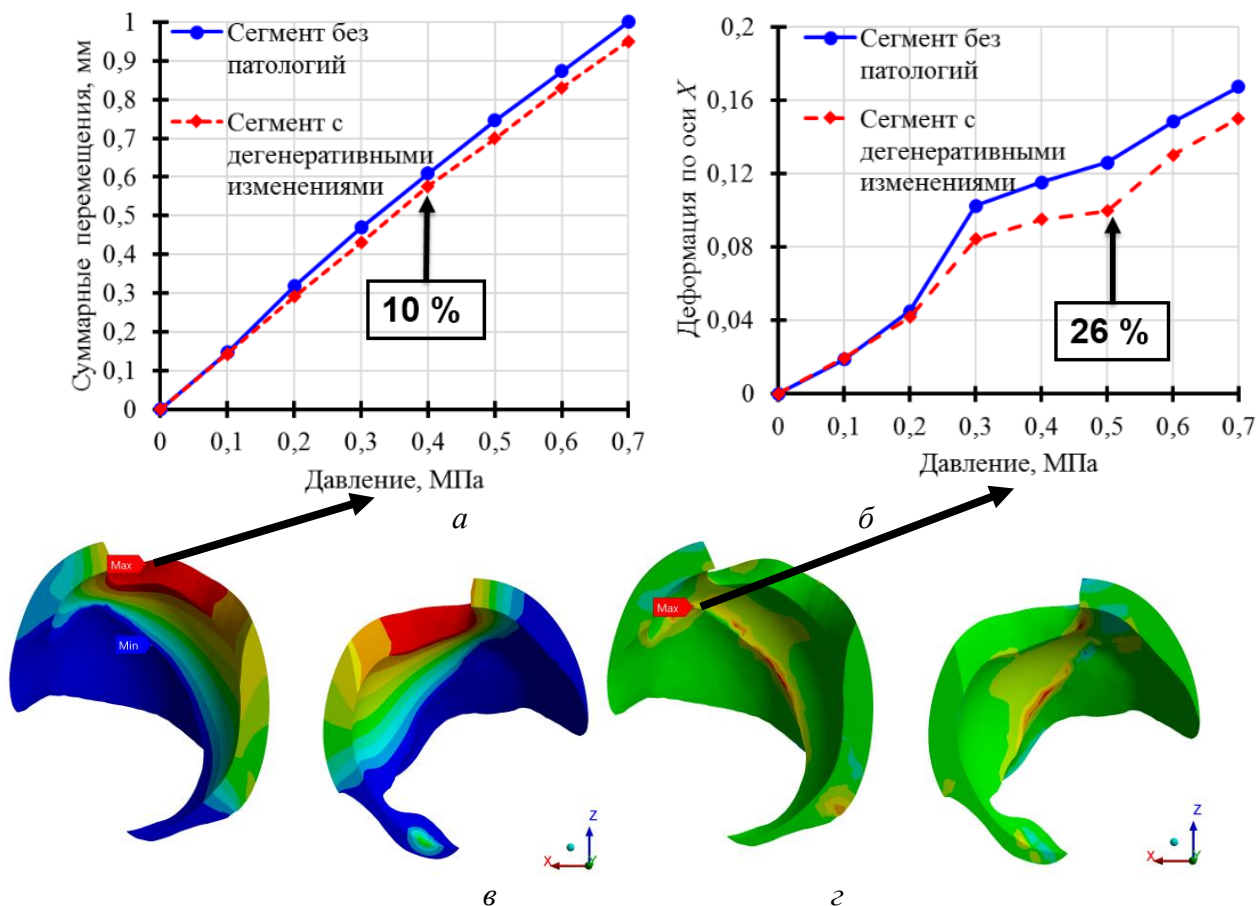 Суммарные перемещения, мм
1
0,9
0,8
0,7
0,6
0,5
0,4
0,3
0,2
0,1
0
Сегмент без
патологий
Сегмент с
дегенеративными
изменениями
10 %
0 0,1 0,2 0,3 0,4 0,5 0,6 0,7
Давление, МПа
а
Деформация по оси X
0,2
0,16
0,12
0,08
0,04
0
Сегмент без
патологий
Сегмент с
дегенеративными
изменениями
26 %
0 0,1 0,2 0,3 0,4 0,5 0,6 0,7
Давление, МПа
б
Max
Min
Z
X
Y
в
Max
Z
X
Y
г